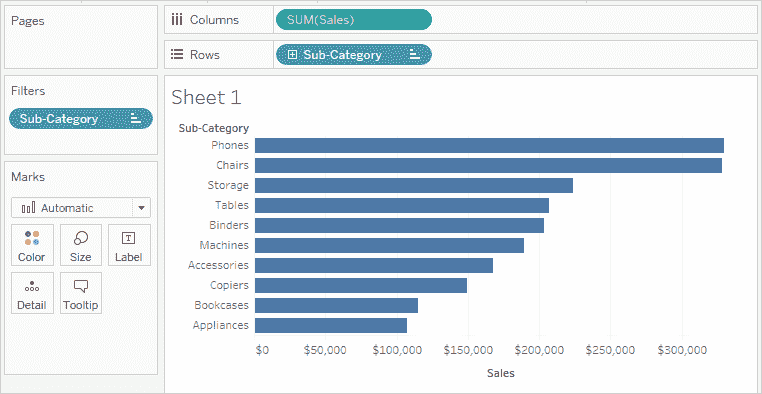 Pages
Columns
SUM(Sales)
Rows
Sub-Category
Filters
Sub-Category
Marks
Automatic
Color Size Label
Detail Tooltip
Sheet 1
Sub-Category
Phones
Chairs
Storage
Tables
Binders
Machines
Accessories
Copiers
Bookcases
Appliances
$0 $50,000 $100,000 $150,000 $200,000 $250,000 $300,000
Sales